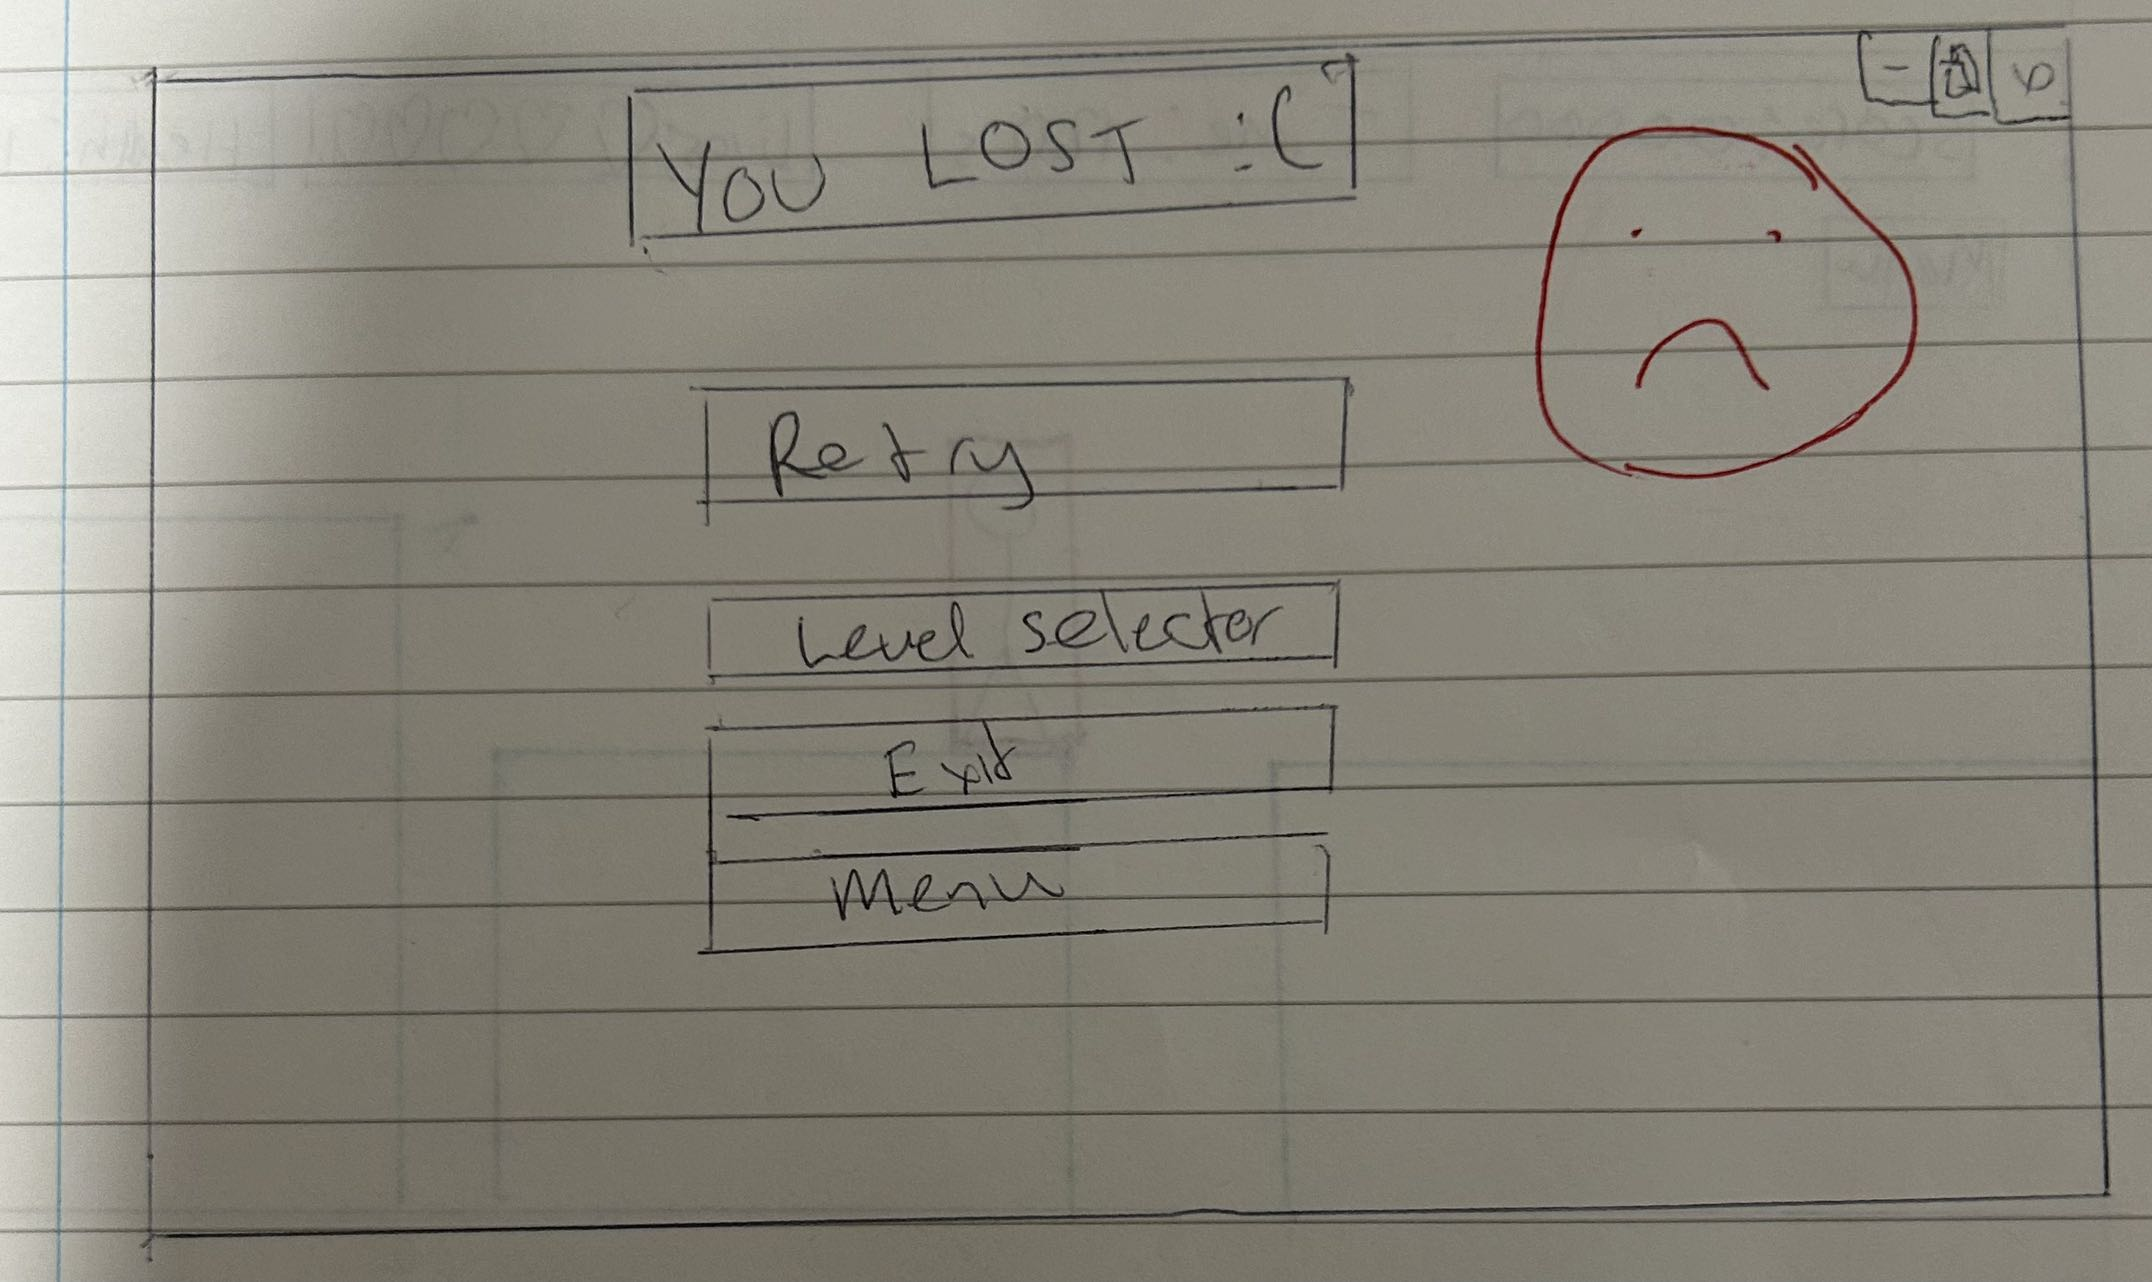 YOU LOST :(
Retry
Level selector
Exit
Menu